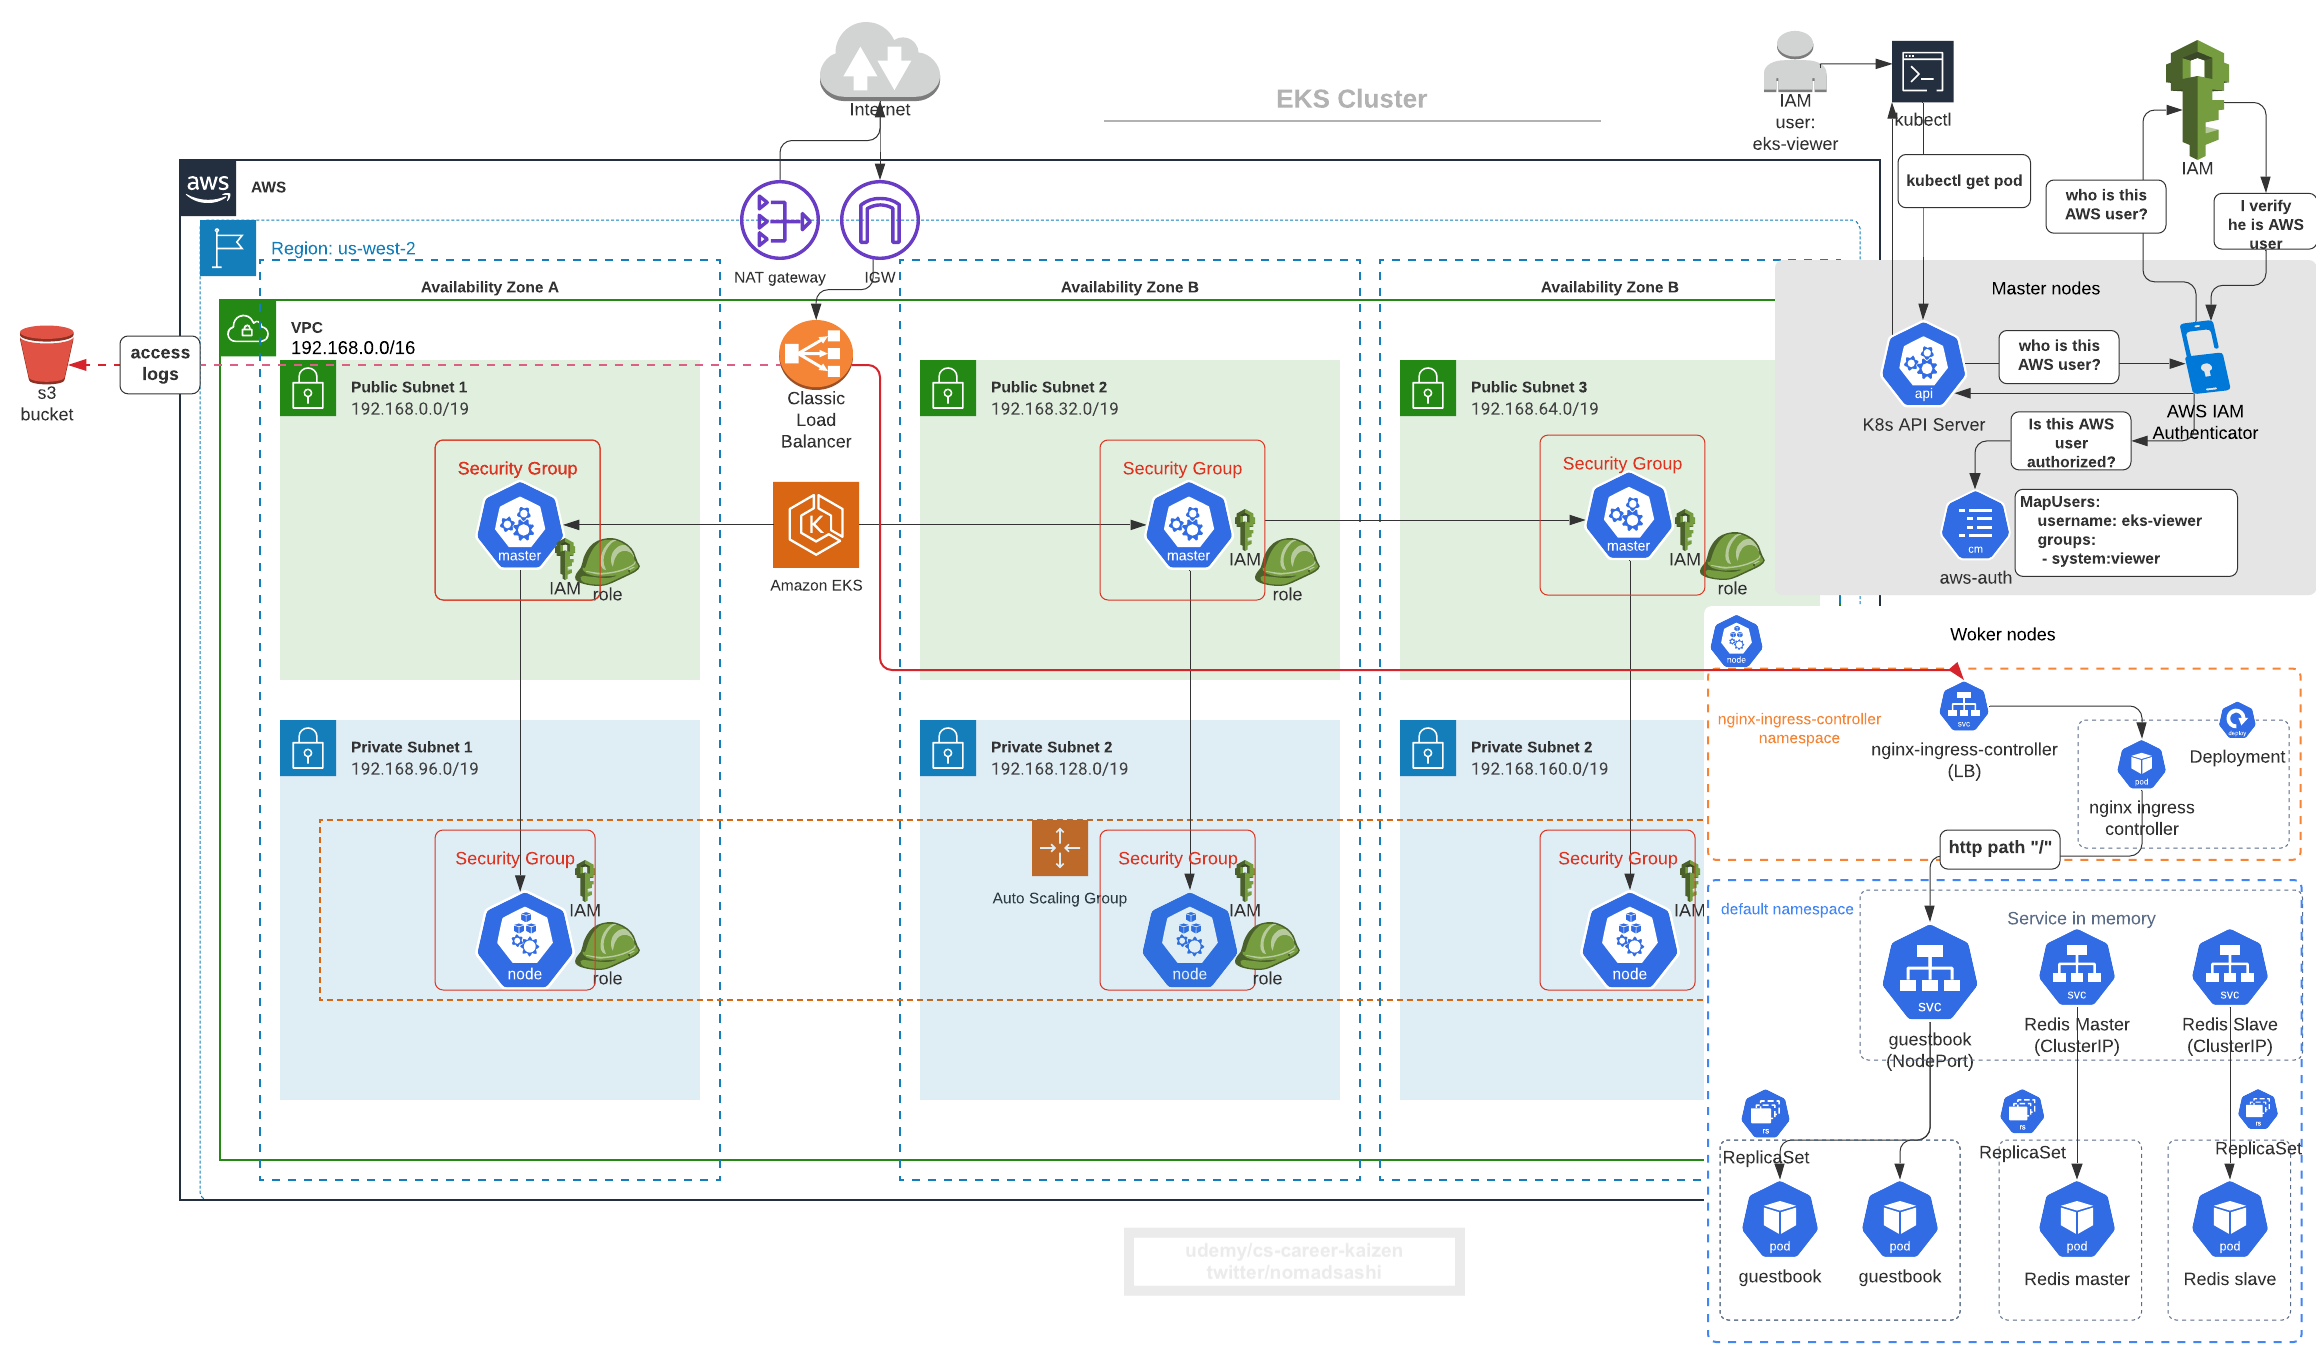 Internet
EKS Cluster
IAM
user:
eks-viewer
kubectl
IAM
kubectl get pod
who is this
AWS user?
I verify
he is AWS
user
aws
AWS
Region: us-west-2
NAT gateway
IGW
Availability Zone A
Availability Zone B
Availability Zone B
Master nodes
VPC
192.168.0.0/16
access
logs
s3
bucket
Public Subnet 1
192.168.0.0/19
Classic
Load
Balancer
Public Subnet 2
192.168.32.0/19
Public Subnet 3
192.168.64.0/19
who is this
AWS user?
api
K8s API Server
AWS IAM
Authenticator
Is this AWS
user
authorized?
Security Group
master
IAM
role
K
Amazon EKS
Security Group
master
IAM
role
Security Group
master
IAM
role
cm
aws-auth
MapUsers:
username: eks-viewer
groups:
- system:viewer
node
Woker nodes
nginx-ingress-controller
namespace
svc
nginx-ingress-controller
(LB)
deploy
Deployment
pod
nginx ingress
controller
http path "/"
Private Subnet 1
192.168.96.0/19
Private Subnet 2
192.168.128.0/19
Private Subnet 2
192.168.160.0/19
Security Group
IAM
node
role
Auto Scaling Group
Security Group
IAM
node
role
Security Group
IAM
node
default namespace
Service in memory
svc
guestbook
(NodePort)
svc
Redis Master
(ClusterIP)
svc
Redis Slave
(ClusterIP)
rs
ReplicaSet
rs
ReplicaSet
rs
ReplicaSet
pod
guestbook
pod
guestbook
pod
Redis master
pod
Redis slave
udemy/cs-career-kaizen
twitter/nomadsashi